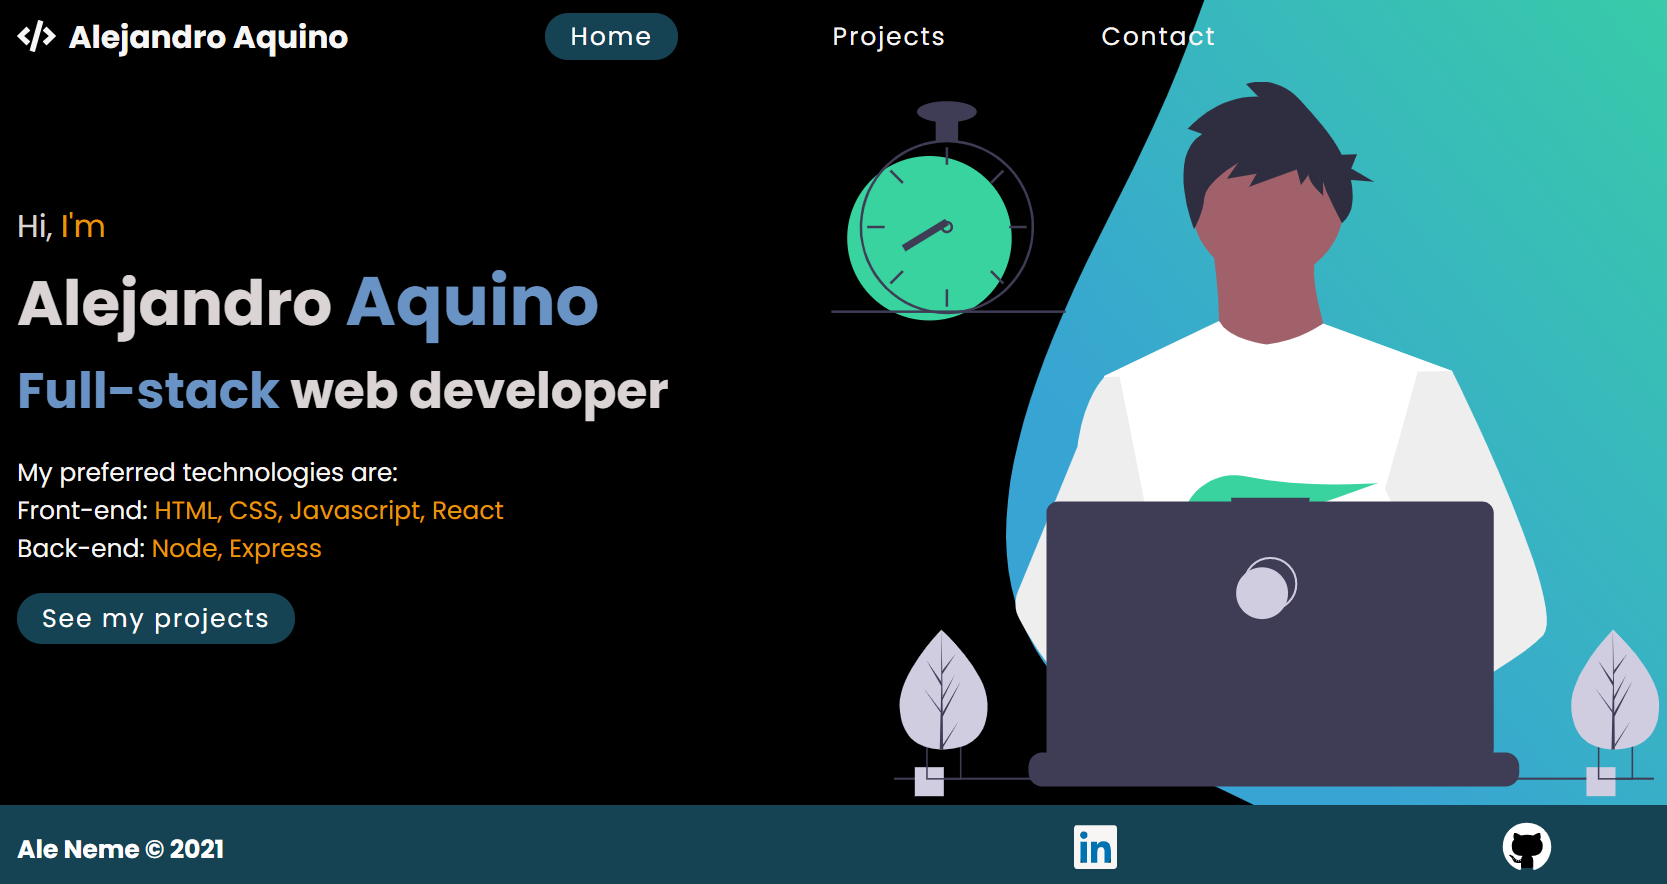 </> Alejandro Aquino
Home
Projects
Contact
Hi, I'm
Alejandro Aquino
Full-stack web developer
My preferred technologies are:
Front-end: HTML, CSS, Javascript, React
Back-end: Node, Express
See my projects
Ale Neme © 2021
in